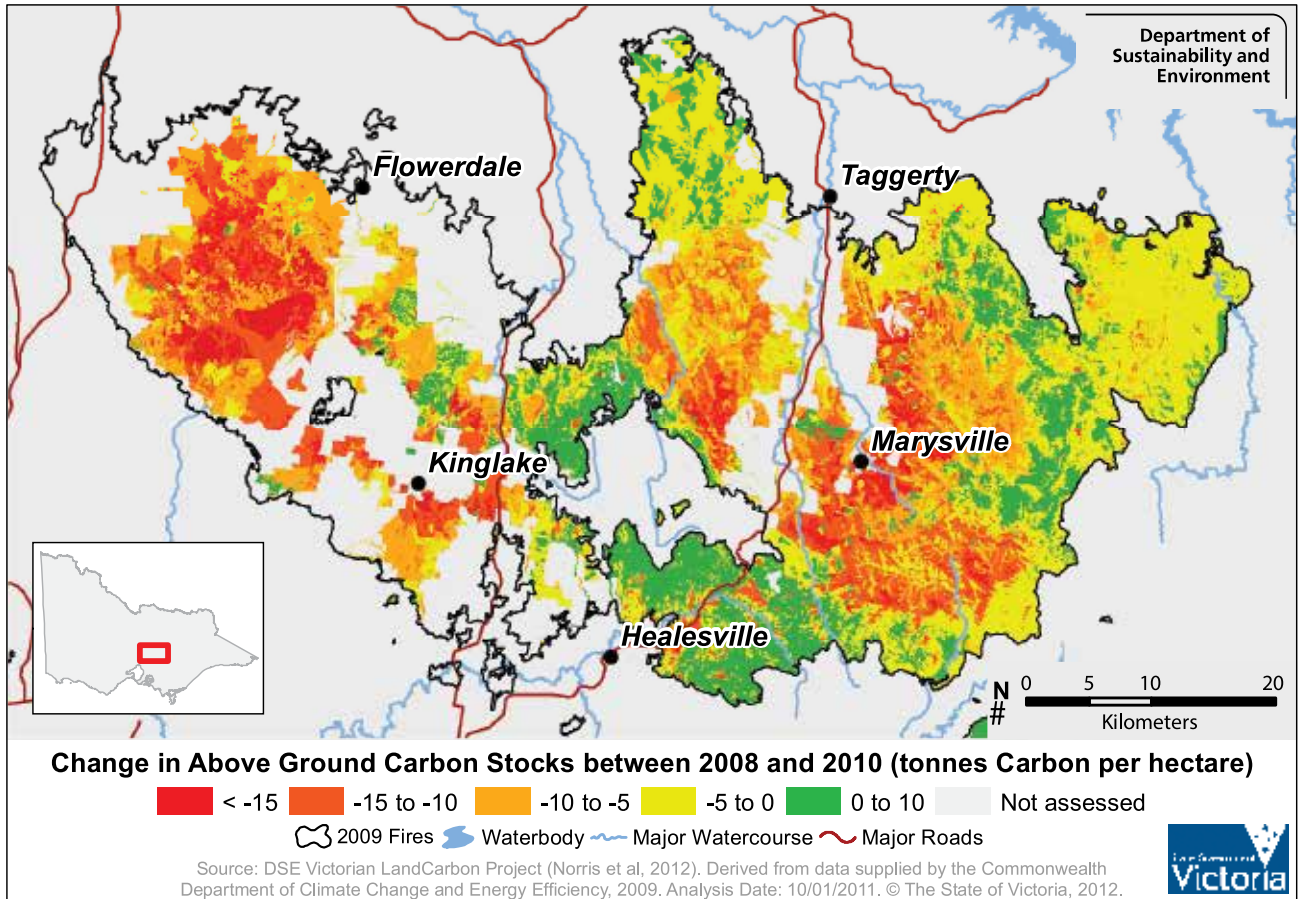 Department of
Sustainability and
Environment
Flowerdale
Taggerty
Marysville
Kinglake
Healesville
N
#
0 5 10 20
Kilometers
Change in Above Ground Carbon Stocks between 2008 and 2010 (tonnes Carbon per hectare)
< -15 -15 to -10 -10 to -5 -5 to 0 0 to 10 Not assessed
2009 Fires Waterbody Major Watercourse Major Roads
Source: DSE Victorian LandCarbon Project (Norris et al, 2012). Derived from data supplied by the Commonwealth
Department of Climate Change and Energy Efficiency, 2009. Analysis Date: 10/01/2011. © The State of Victoria, 2012.
Victoria